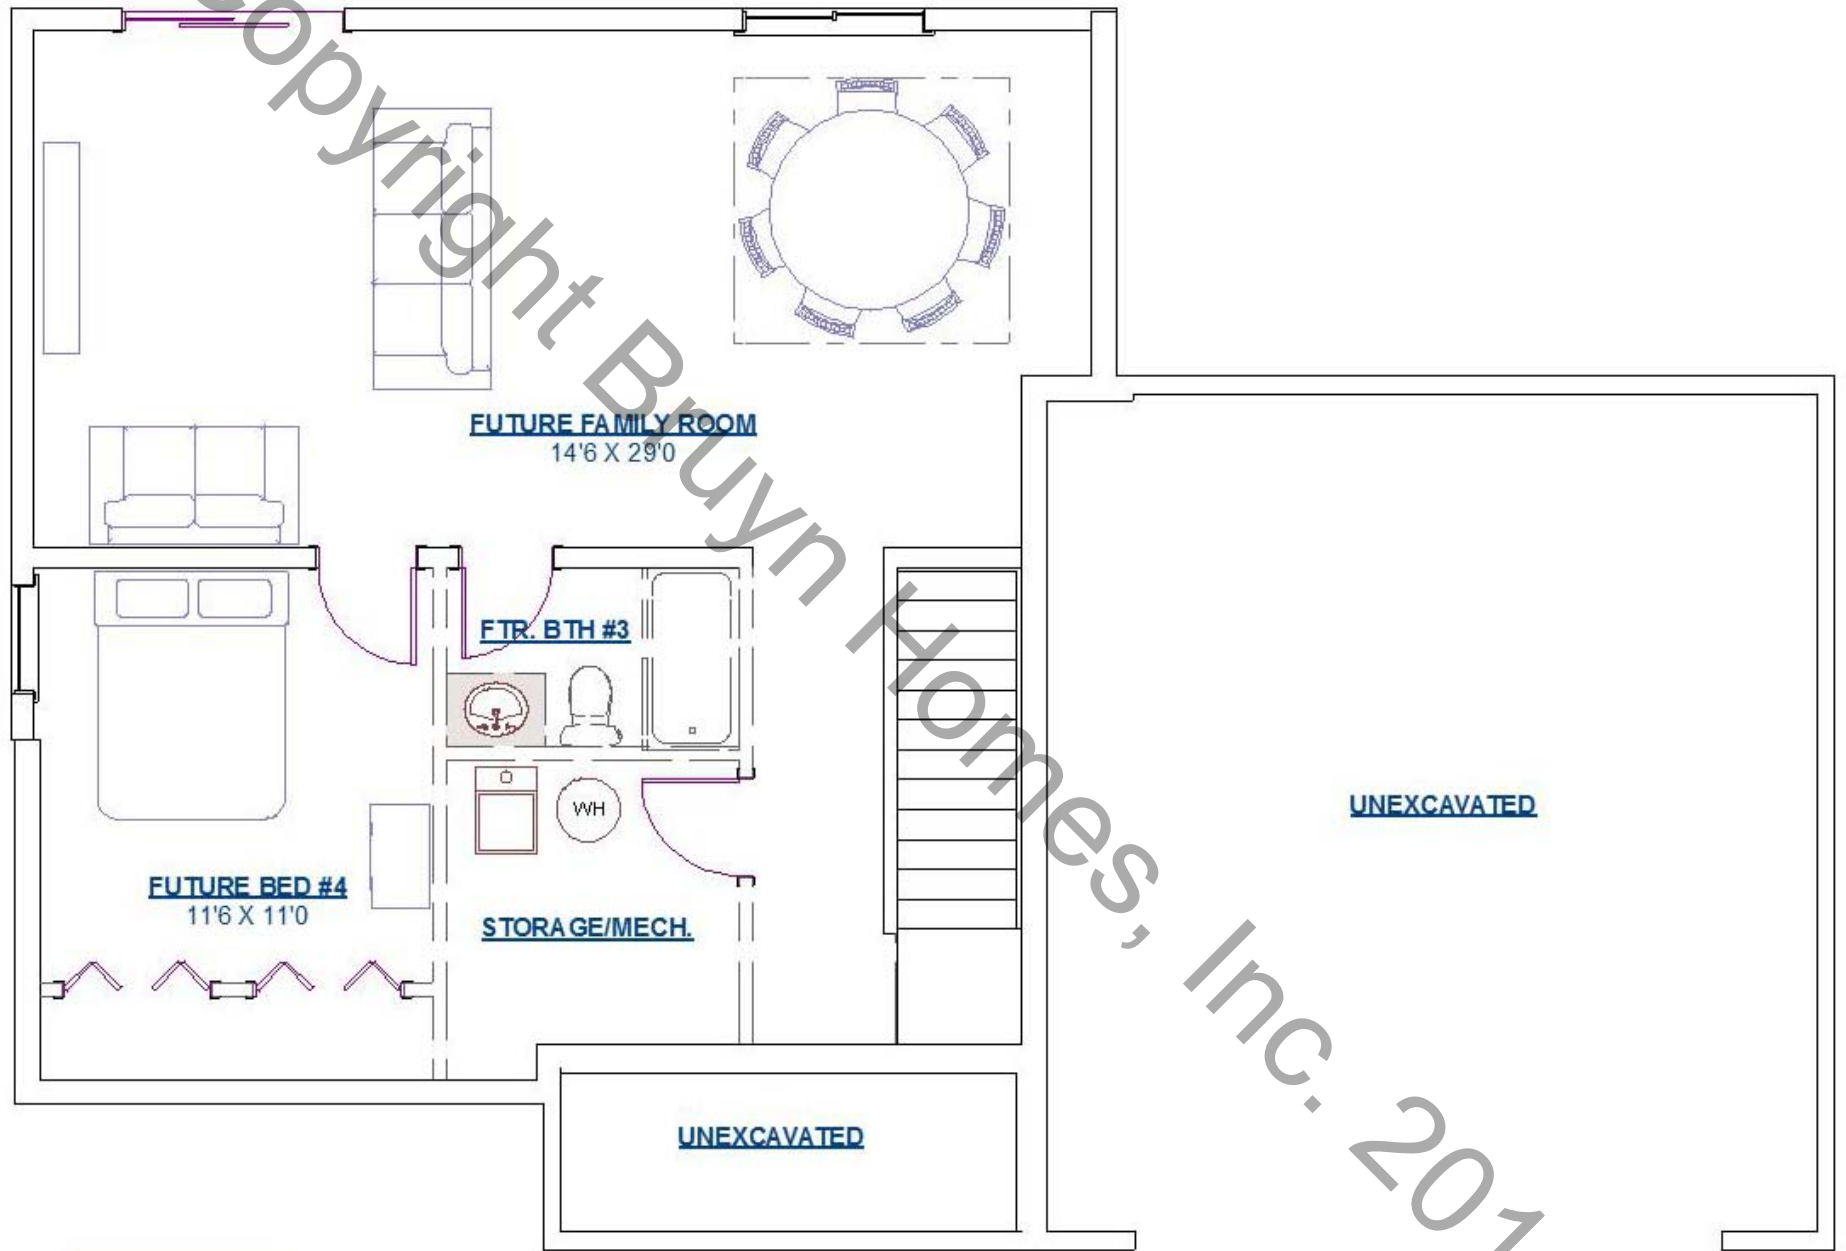 FUTURE FAMILY ROOM
14'6 X 29'0
FTR. BTH #3
WH
UNEXCAVATED
FUTURE BED #4
11'6 X 11'0
STORAGE/MECH.
UNEXCAVATED
Copyright Bruyn Homes, Inc. 201